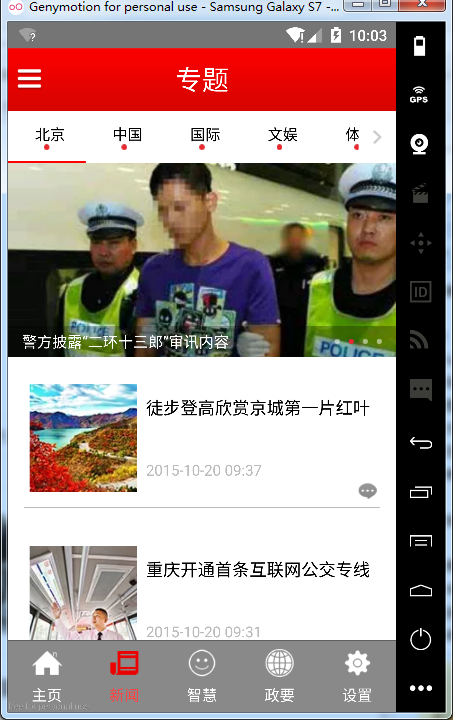 Genymotion for personal use - Samsung Galaxy S7 -...
10:03
专题
北京 中国 国际 文娱 体
GPS
ID
POLICE
POLICE
警方披露“二环十三郎”审讯内容
徒步登高欣赏京城第一片红叶
2015-10-20 09:37
重庆开通首条互联网公交专线
2015-10-20 09:31
主页 新闻 智慧 政要 设置